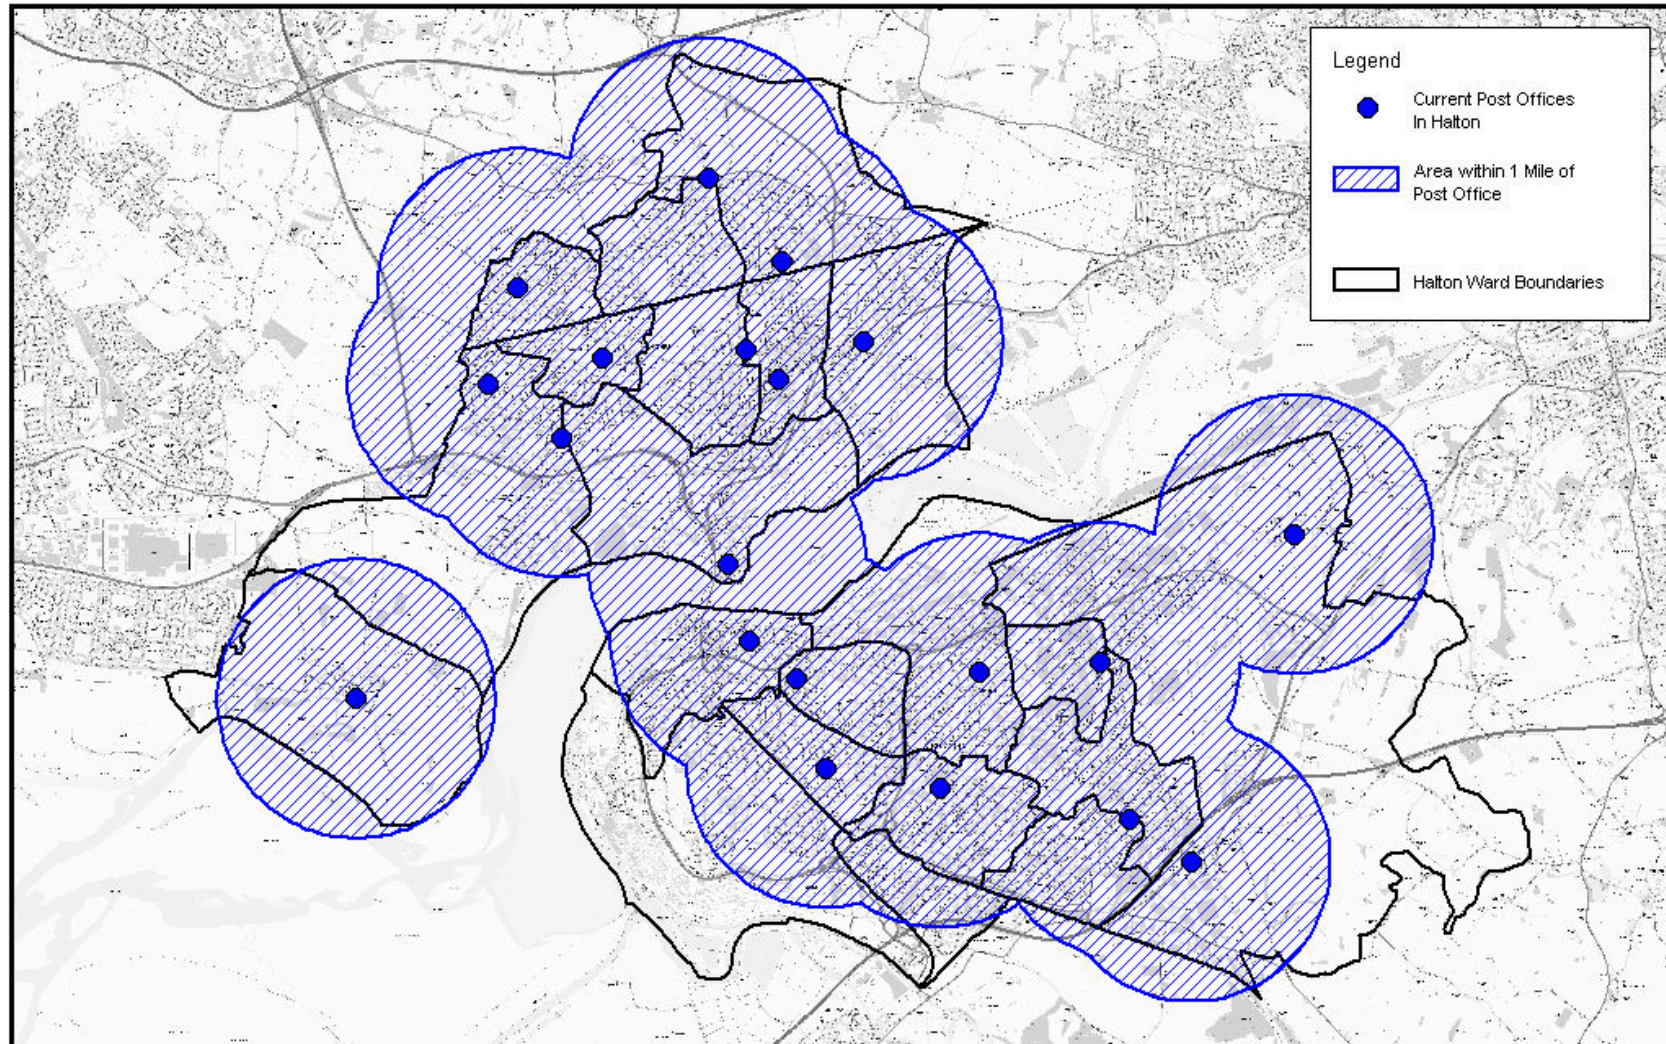 Legend
Current Post Offices
In Halton
Area within 1 Mile of
Post Office
Halton Ward Boundaries